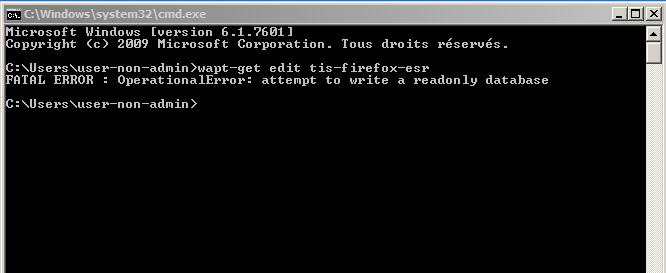 C:\Windows\system32\cmd.exe
Microsoft Windows [version 6.1.7601]
Copyright (c) 2009 Microsoft Corporation. Tous droits réservés.
C:\Users\user-non-admin>wapt-get edit tis-firefox-esr
FATAL ERROR : OperationalError: attempt to write a readonly database
C:\Users\user-non-admin>